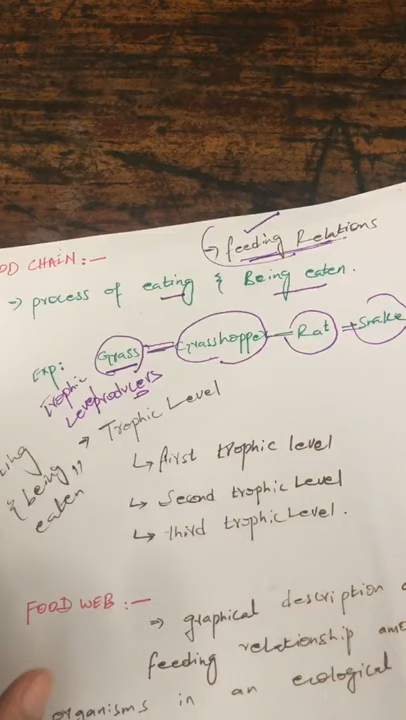 → feeding Relations
OD CHAIN:-
→ process of eating & Being eaten.
Exp: Grass = Grasshopper = Rat = Snake
Trophic
Level producers
→ Trophic Level
↳ first trophic level
↳ Second trophic level
↳ third trophic Level.
& being
eaten
FOOD WEB:-
⇒ graphical description
feeding relationship
organisms in an ecological